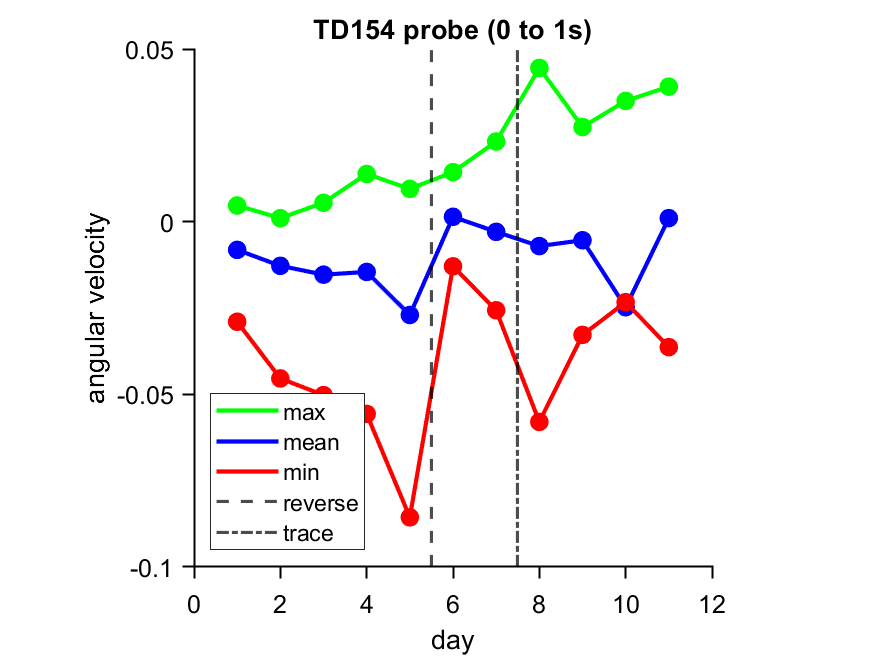 TD154 probe (0 to 1s)
0.05
0
-0.05
-0.1
angular velocity
max
mean
min
reverse
trace
0 2 4 6 8 10 12
day